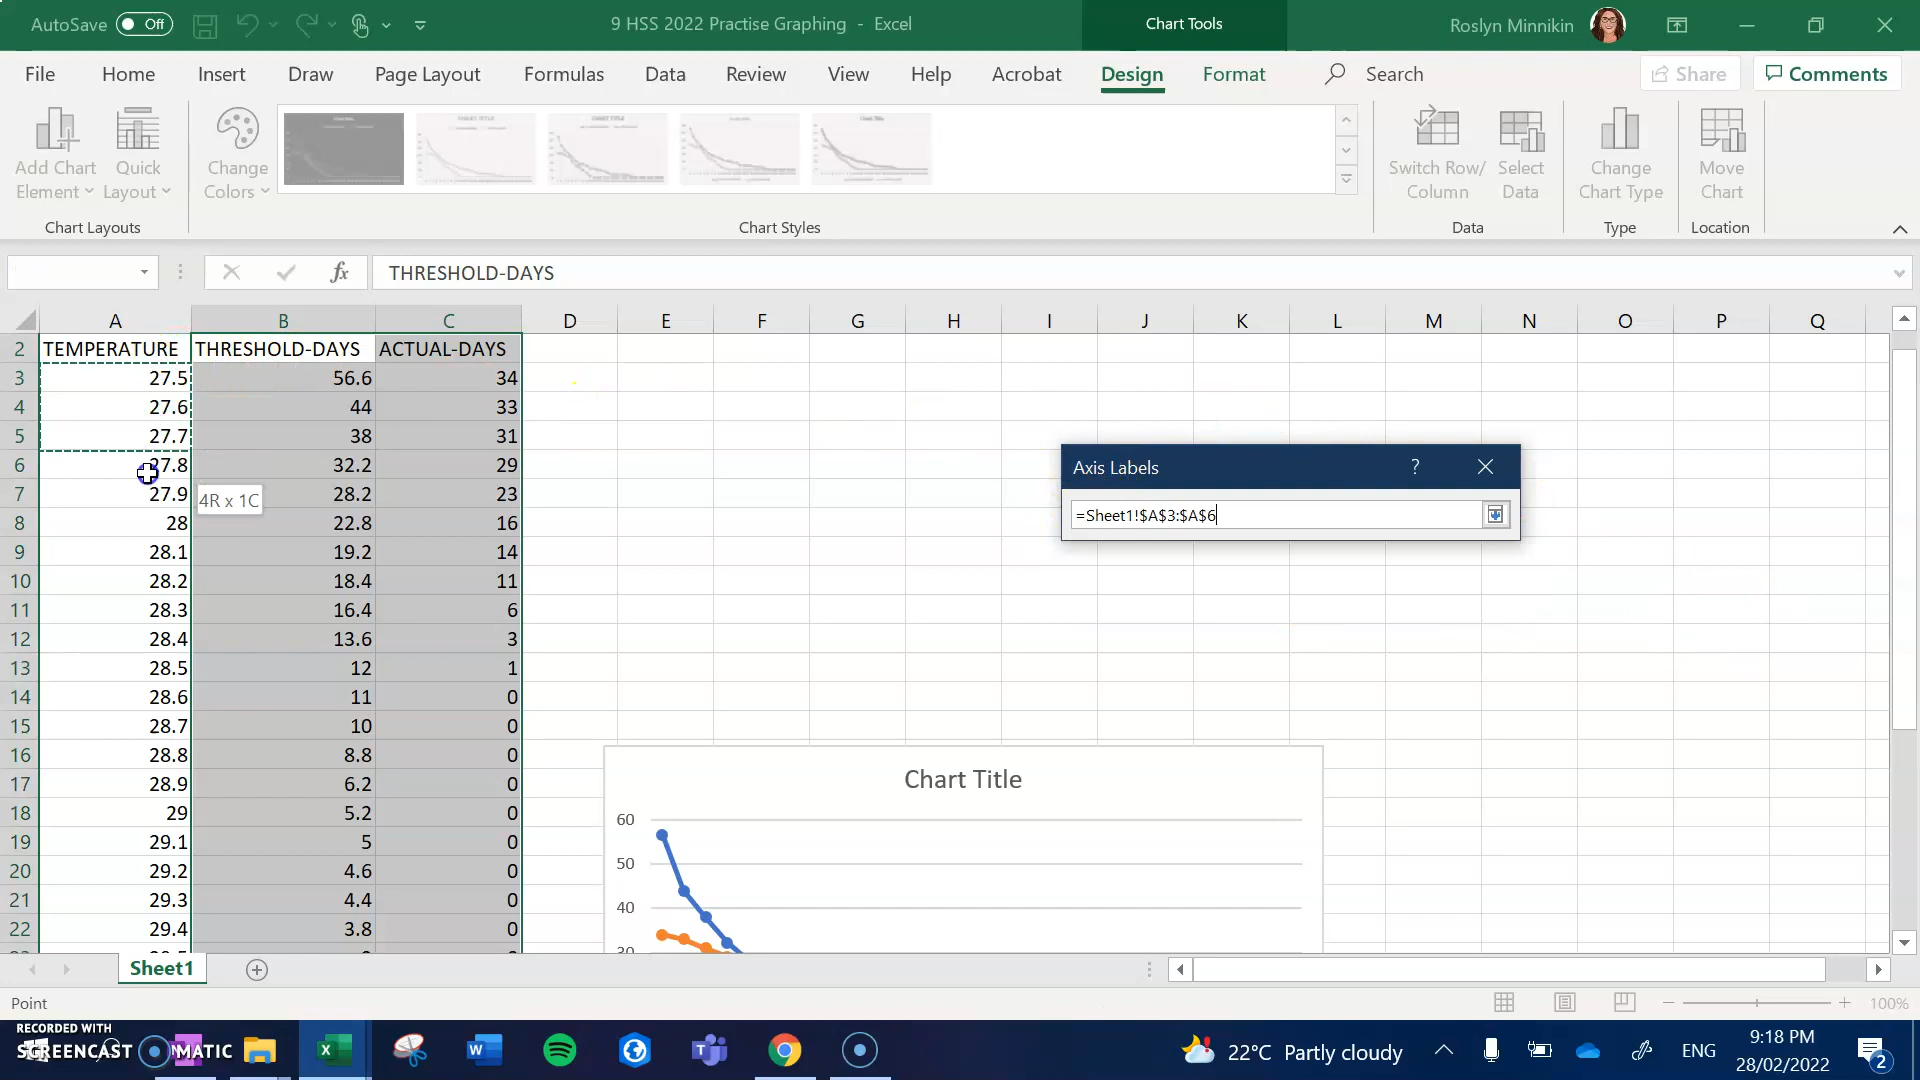 AutoSave Off
9 HSS 2022 Practise Graphing - Excel
Chart Tools
Roslyn Minnikin
File Home Insert Draw Page Layout Formulas Data Review View Help Acrobat Design Format Search Share Comments
Add Chart Element
Quick Layout
Change Colors
Switch Row/ Column
Select Data
Change Chart Type
Move Chart
Chart Layouts Chart Styles Data Type Location
fx THRESHOLD-DAYS
A B C D E F G H I J K L M N O P Q
2 TEMPERATURE THRESHOLD-DAYS ACTUAL-DAYS
3 27.5 56.6 34
4 27.6 44 33
5 27.7 38 31
6 27.8 32.2 29
7 27.9 28.2 23
4R x 1C
8 28 22.8 16
9 28.1 19.2 14
10 28.2 18.4 11
11 28.3 16.4 6
12 28.4 13.6 3
13 28.5 12 1
14 28.6 11 0
15 28.7 10 0
16 28.8 8.8 0
17 28.9 6.2 0
18 29 5.2 0
19 29.1 5 0
20 29.2 4.6 0
21 29.3 4.4 0
22 29.4 3.8 0
Axis Labels ?
=Sheet1!$A$3:$A$6
Chart Title
60
50
40
30
Sheet1
Point
100%
RECORDED WITH
SCREENCAST MATIC
22°C Partly cloudy
ENG
9:18 PM
28/02/2022
2